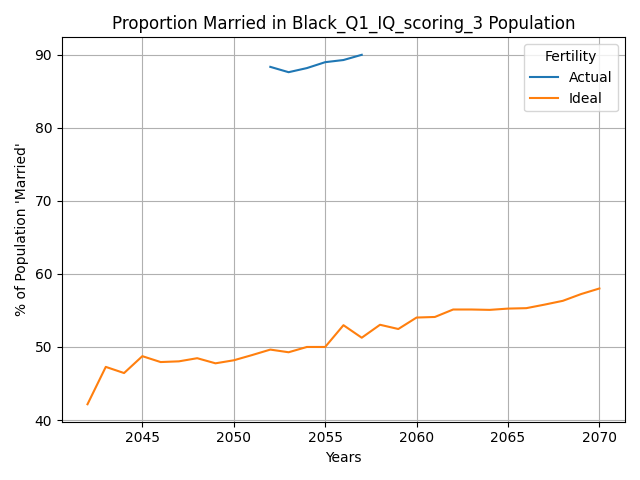 Proportion Married in Black_Q1_IQ_scoring_3 Population
Fertility
Actual
Ideal
% of Population 'Married'
90
80
70
60
50
40
2045 2050 2055 2060 2065 2070
Years